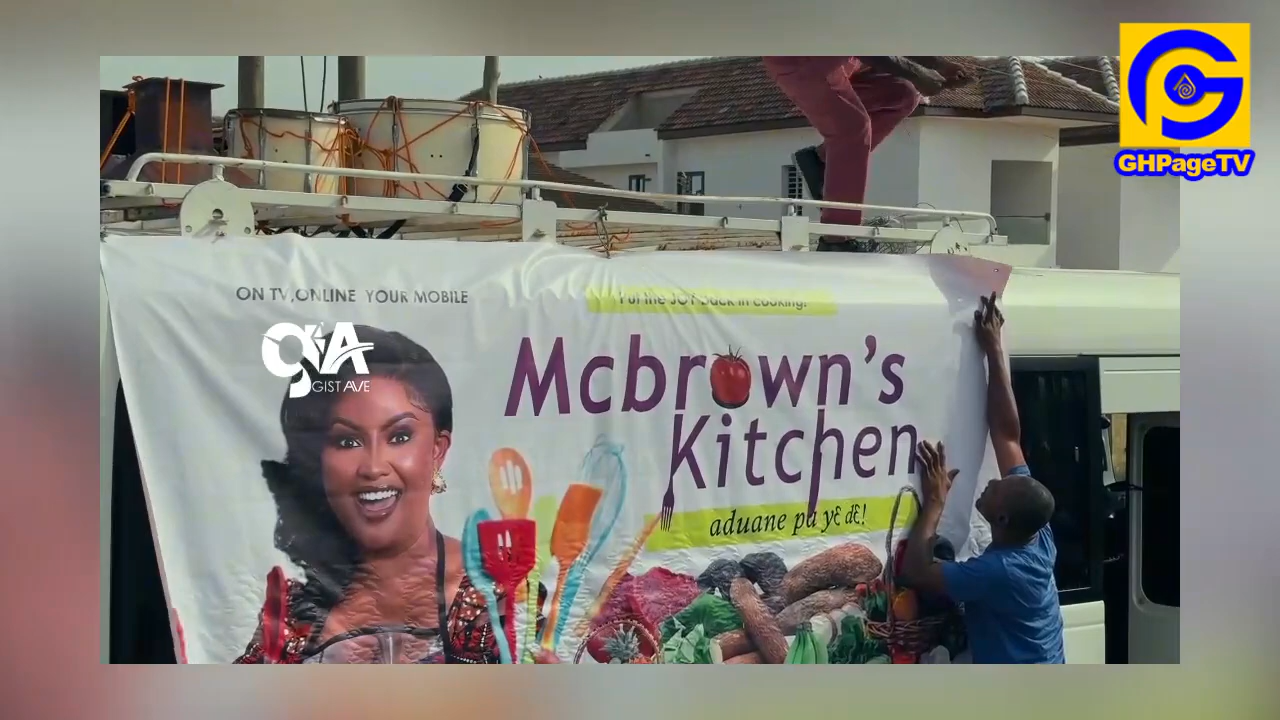 GHPageTV
ON TV,ONLINE YOUR MOBILE
Put the JOY back in cooking!
giA
GIST AVE
Mcbrown's
Kitchen
aduane pa yƐ dƐ!